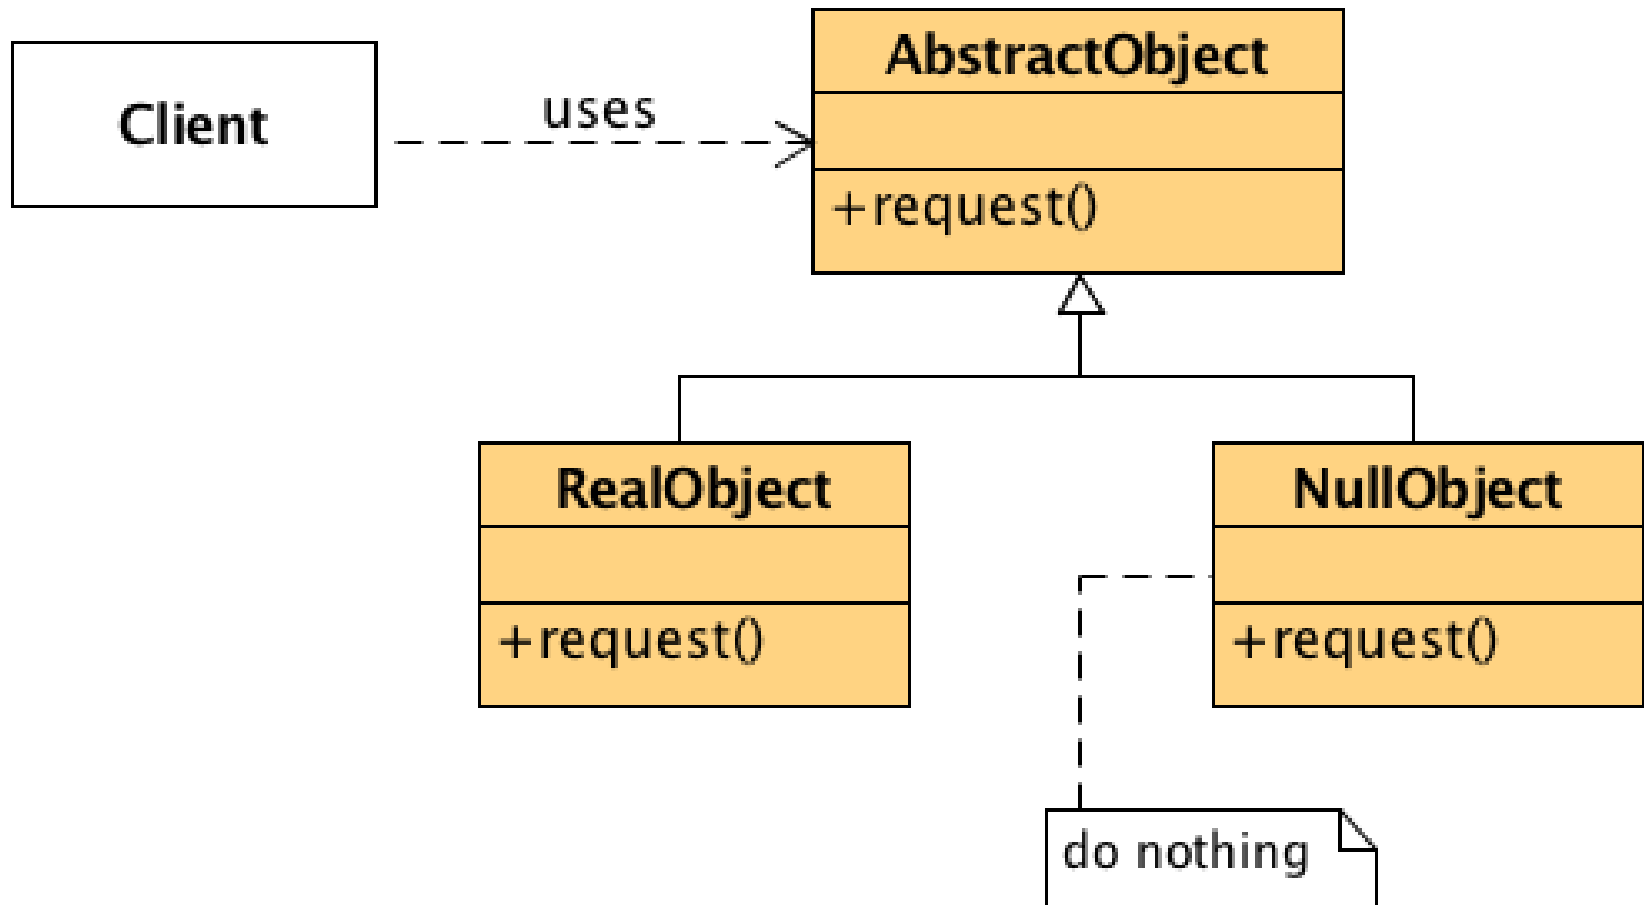 Client
uses
AbstractObject
+request()
RealObject
+request()
NullObject
+request()
do nothing